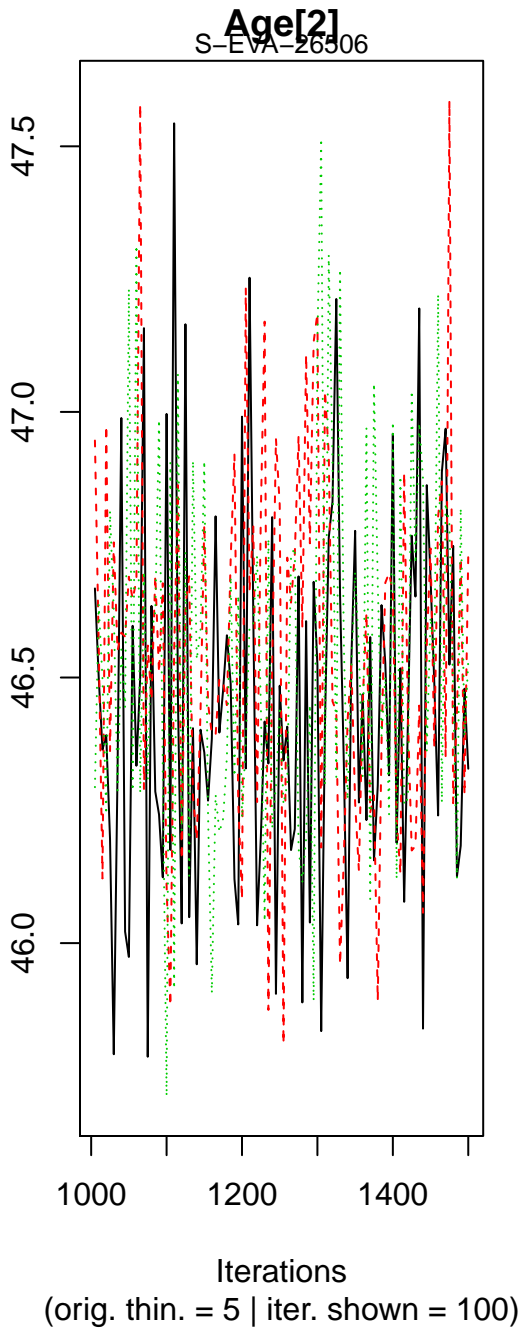 Age[2]
S−EVA−26506
47.5
47.0
46.5
46.0
1000
1200
1400
Iterations
(orig. thin. = 5 | iter. shown = 100)